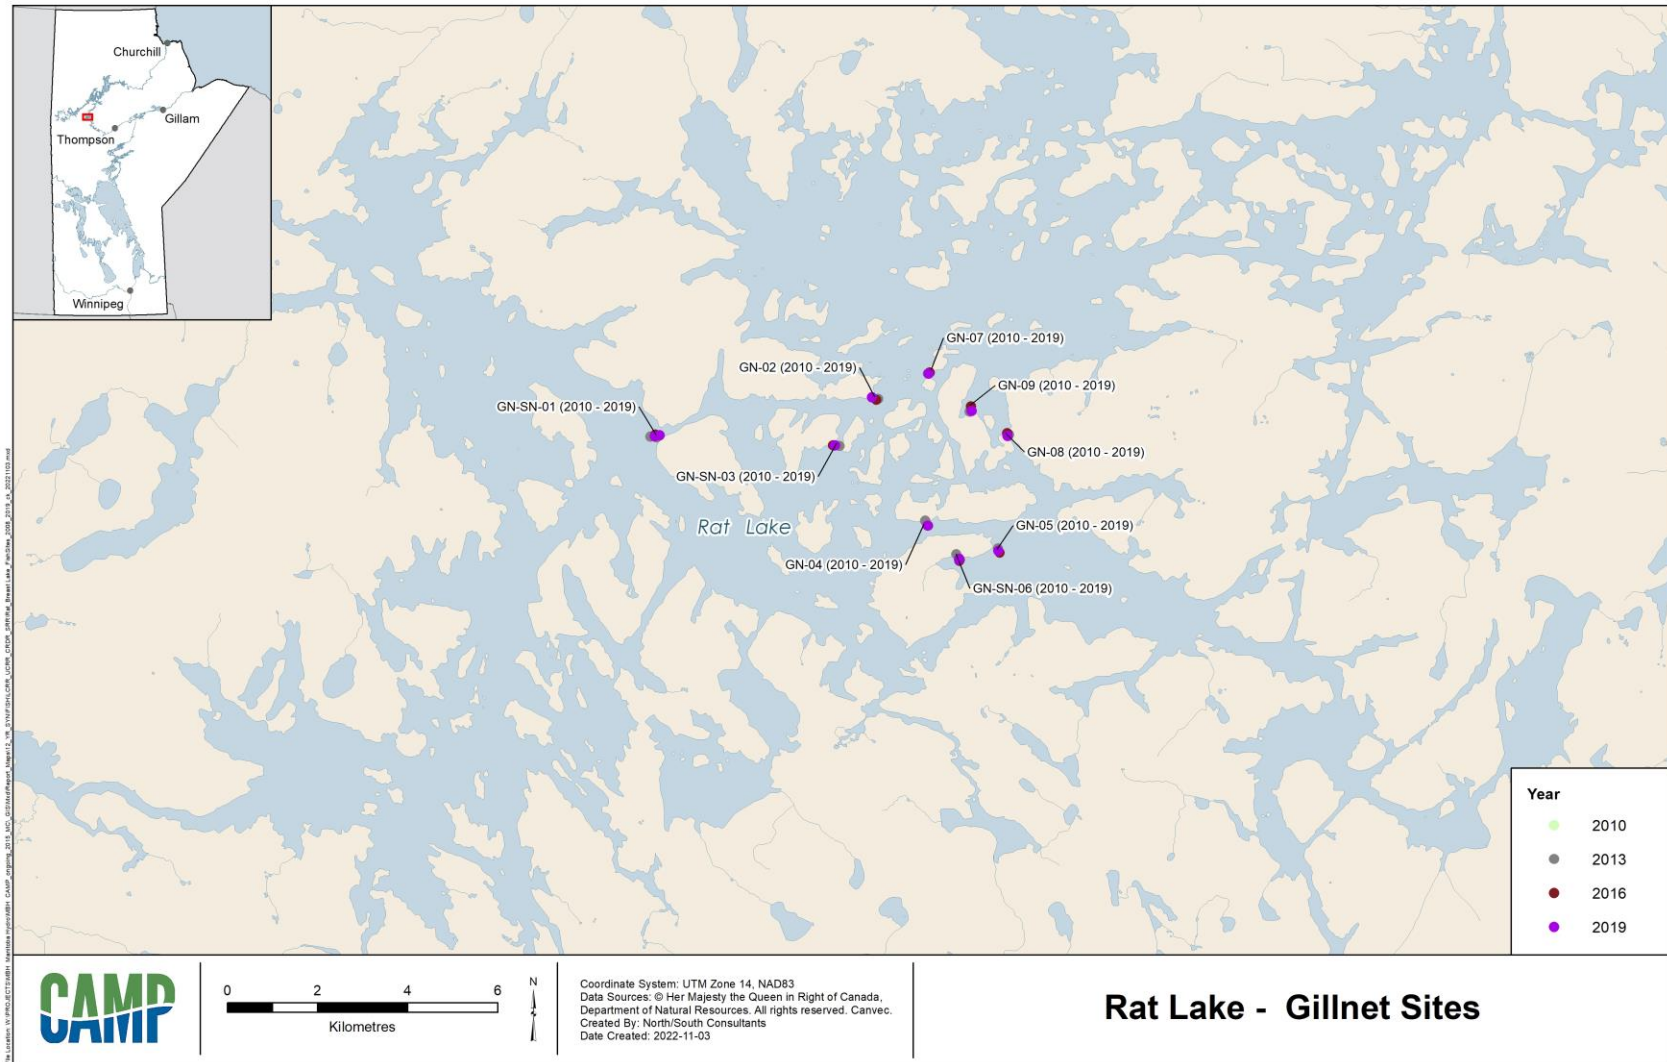 Churchill
Gillam
Thompson
Winnipeg
GN-07 (2010 - 2019)
GN-02 (2010 - 2019)
GN-09 (2010 - 2019)
GN-SN-01 (2010 - 2019)
GN-08 (2010 - 2019)
GN-SN-03 (2010 - 2019)
Rat Lake
GN-05 (2010 - 2019)
GN-04 (2010 - 2019)
GN-SN-06 (2010 - 2019)
Year
2010
2013
2016
2019
CAMP
0 2 4 6
Kilometres
N
Coordinate System: UTM Zone 14, NAD83
Data Sources: © Her Majesty the Queen in Right of Canada,
Department of Natural Resources. All rights reserved. Canvec.
Created By: North/South Consultants
Date Created: 2022-11-03
Rat Lake - Gillnet Sites